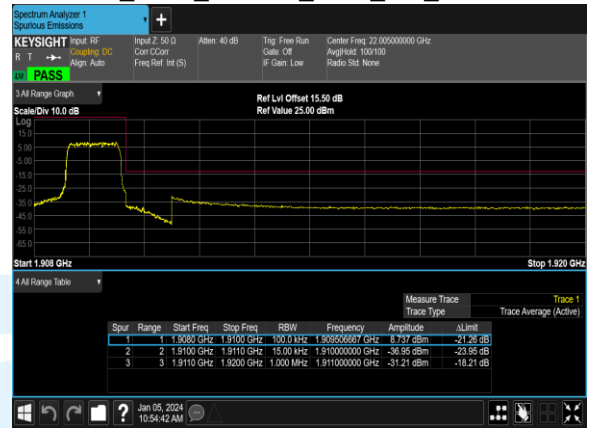 Spectrum Analyzer 1
Spurious Emissions
+
KEYSIGHT Input: RF Input Z: 50 Ω Atten: 40 dB Trig: Free Run Center Freq: 22.005000000 GHz
R T Coupling: DC Corr CCorr Gate: Off Avg|Hold: 100/100
Align: Auto Freq Ref: Int (S) IF Gain: Low Radio Std: None
PASS
3 All Range Graph
Ref Lvl Offset 15.50 dB
Scale/Div 10.0 dB Ref Value 25.00 dBm
Log
15.0
5.00
-5.00
-15.0
-25.0
-35.0
-45.0
-55.0
-65.0
Start 1.908 GHz Stop 1.920 GHz
4 All Range Table
Measure Trace Trace 1
Trace Type Trace Average (Active)
Spur Range Start Freq Stop Freq RBW Frequency Amplitude ΔLimit
1 1 1.9080 GHz 1.9100 GHz 100.0 kHz 1.909506667 GHz 8.737 dBm -21.26 dB
2 2 1.9100 GHz 1.9110 GHz 15.00 kHz 1.910000000 GHz -36.95 dBm -23.95 dB
3 3 1.9110 GHz 1.9200 GHz 1.000 MHz 1.911000000 GHz -31.21 dBm -18.21 dB
? Jan 05, 2024
10:54:42 AM